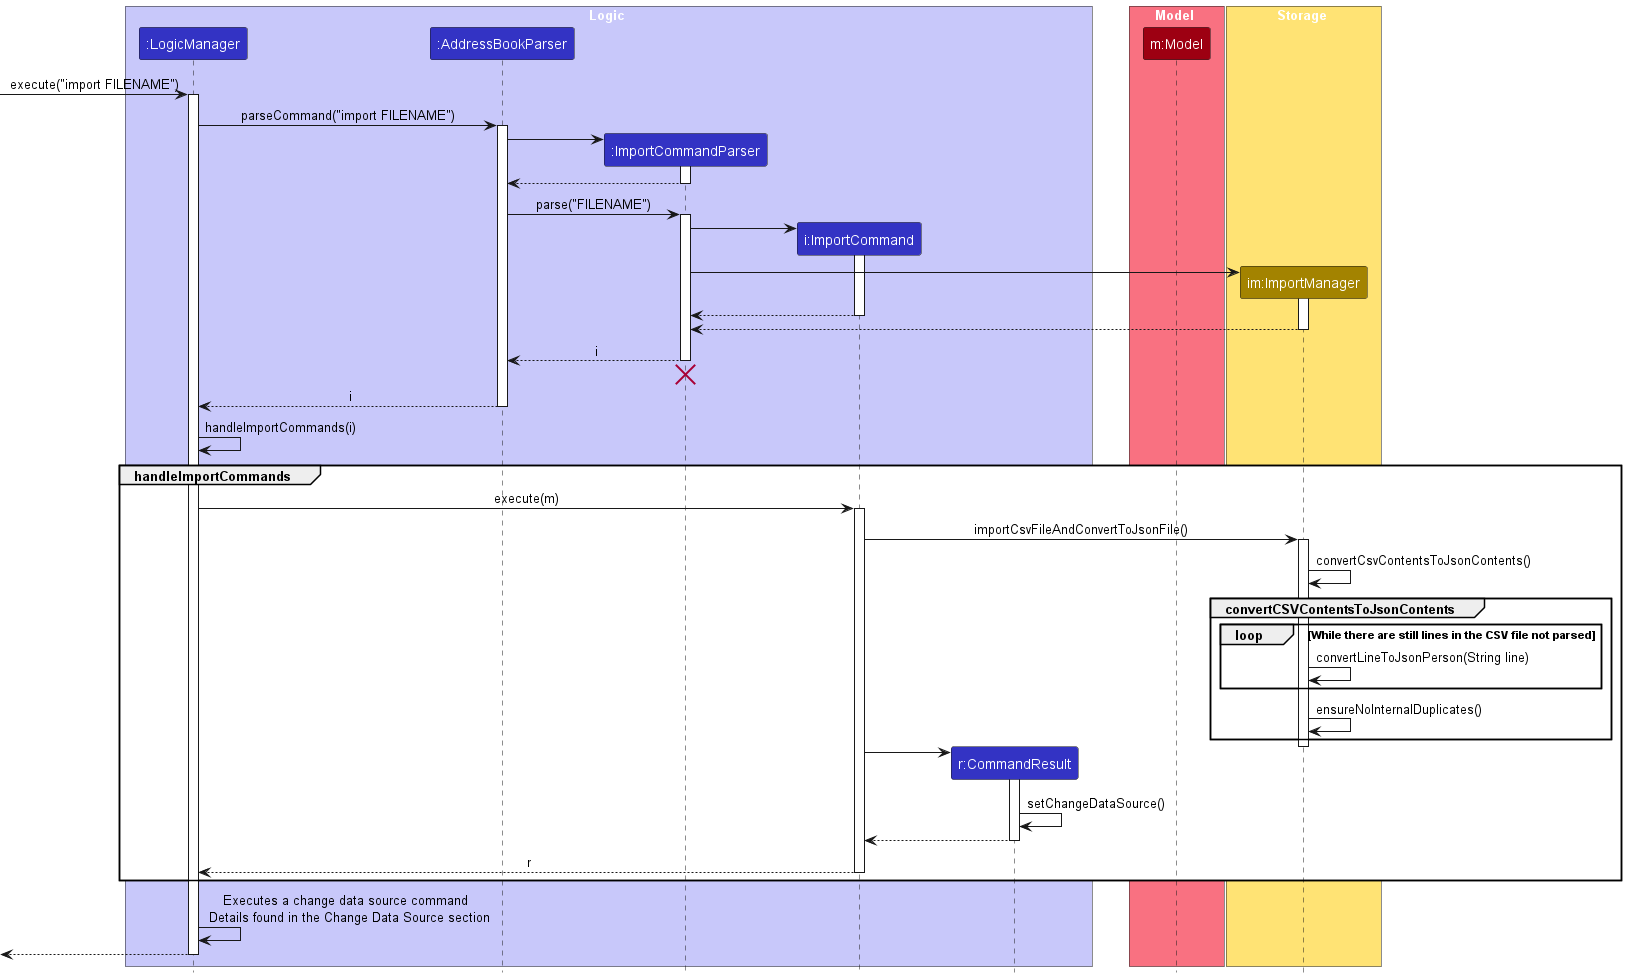 Logic
Model
Storage
:LogicManager
:AddressBookParser
m:Model
execute("import FILENAME")
parseCommand("import FILENAME")
:ImportCommandParser
parse("FILENAME")
i:ImportCommand
im:ImportManager
i
i
handleImportCommands(i)
handleImportCommands
execute(m)
importCsvFileAndConvertToJsonFile()
convertCsvContentsToJsonContents()
convertCSVContentsToJsonContents
loop [While there are still lines in the CSV file not parsed]
convertLineToJsonPerson(String line)
ensureNoInternalDuplicates()
r:CommandResult
setChangeDataSource()
r
Executes a change data source command
Details found in the Change Data Source section